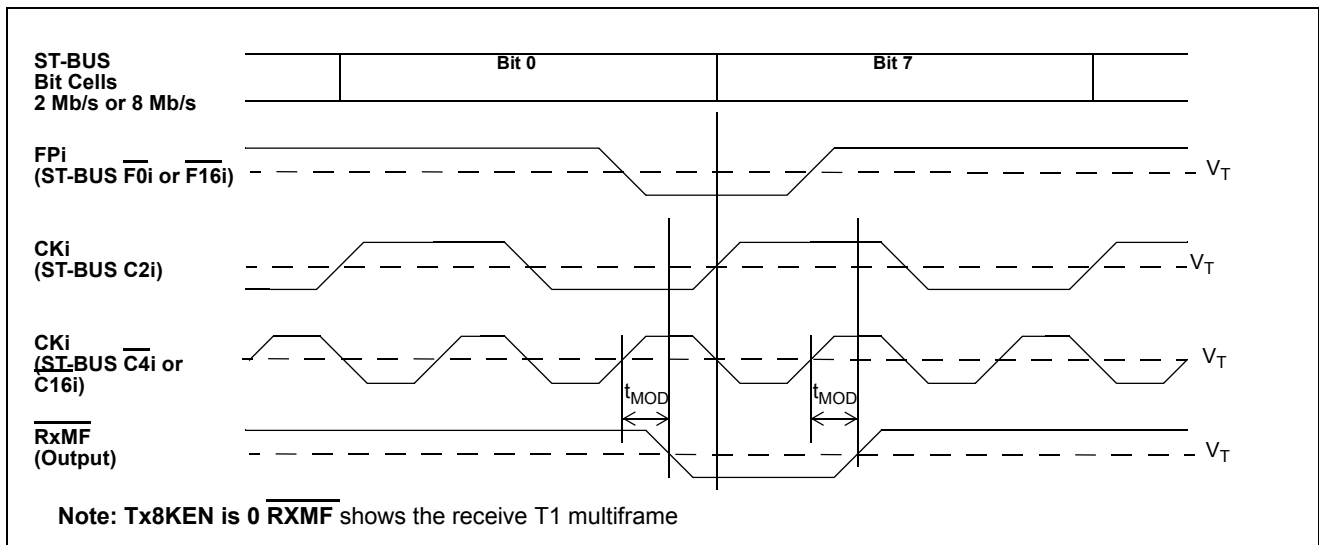 ST-BUS
Bit Cells
2 Mb/s or 8 Mb/s
Bit 0
Bit 7
FPi
(ST-BUS F0i or F16i)
VT
CKi
(ST-BUS C2i)
VT
CKi
(ST-BUS C4i or
C16i)
VT
tMOD
tMOD
RxMF
(Output)
VT
Note: Tx8KEN is 0 RXMF shows the receive T1 multiframe